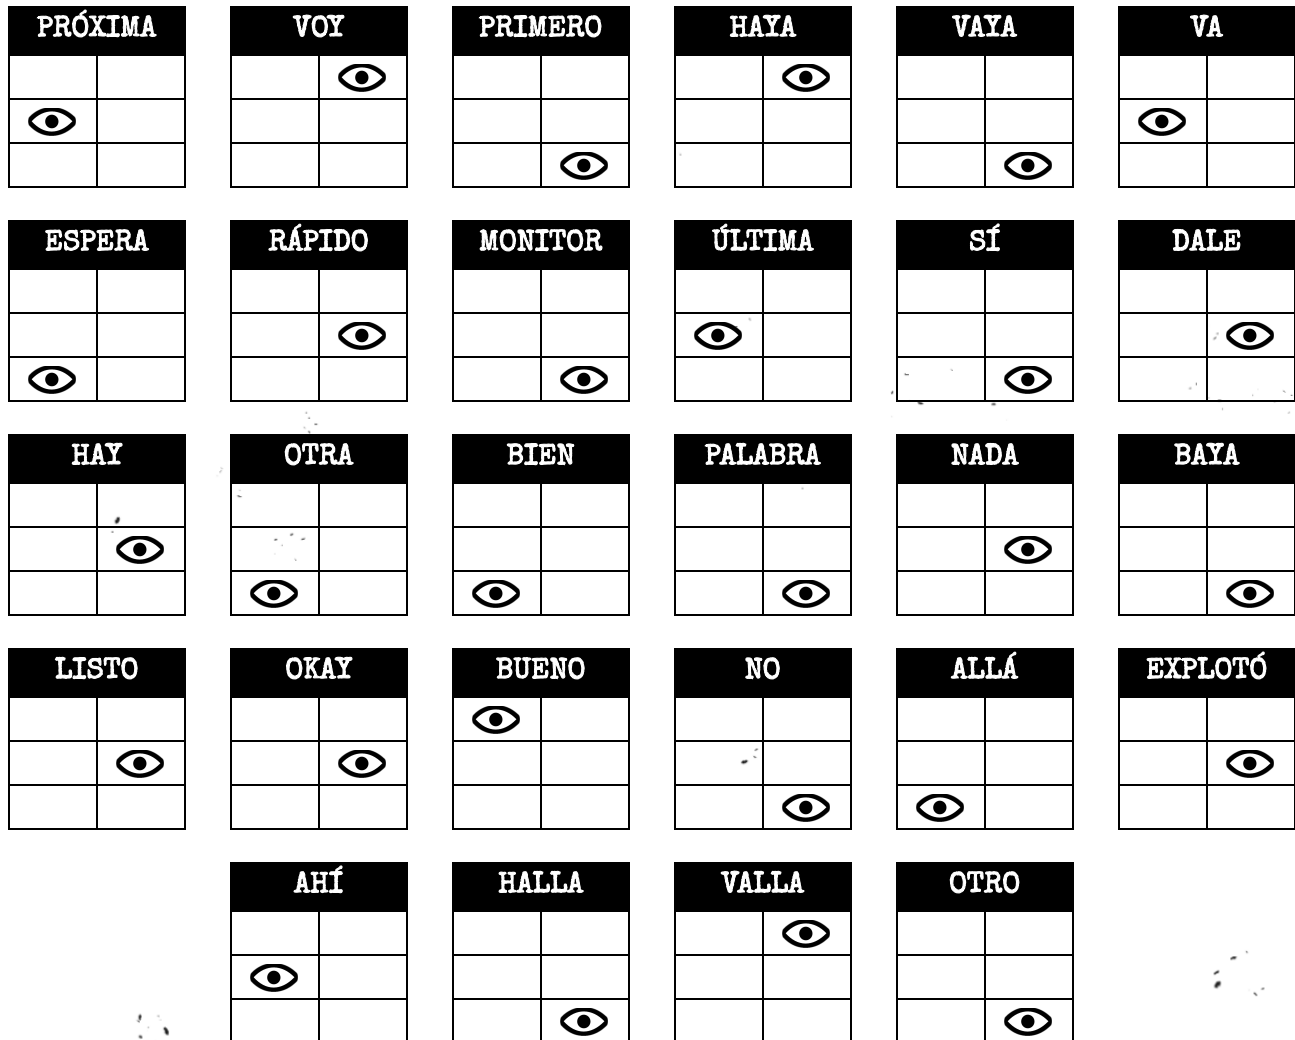 PRÓXIMA VOY PRIMERO HAYA VAYA VA
ESPERA RÁPIDO MONITOR ÚLTIMA SÍ DALE
HAY OTRA BIEN PALABRA NADA BAYA
LISTO OKAY BUENO NO ALLÁ EXPLOTÓ
AHÍ HALLA VALLA OTRO